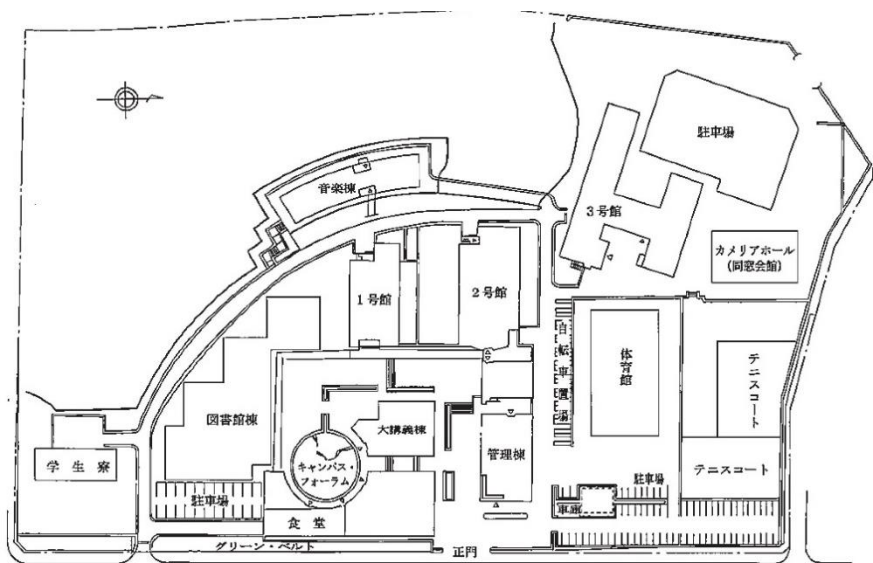 駐車場
音楽棟
3号館
カメリアホール
(同窓会館)
1号館
2号館
自転車置場
体育館
テニスコート
図書館棟
大講義棟
管理棟
学生寮
キャンパス・
フォーラム
テニスコート
駐車場
駐車場
車庫
食堂
グリーン・ベルト
正門